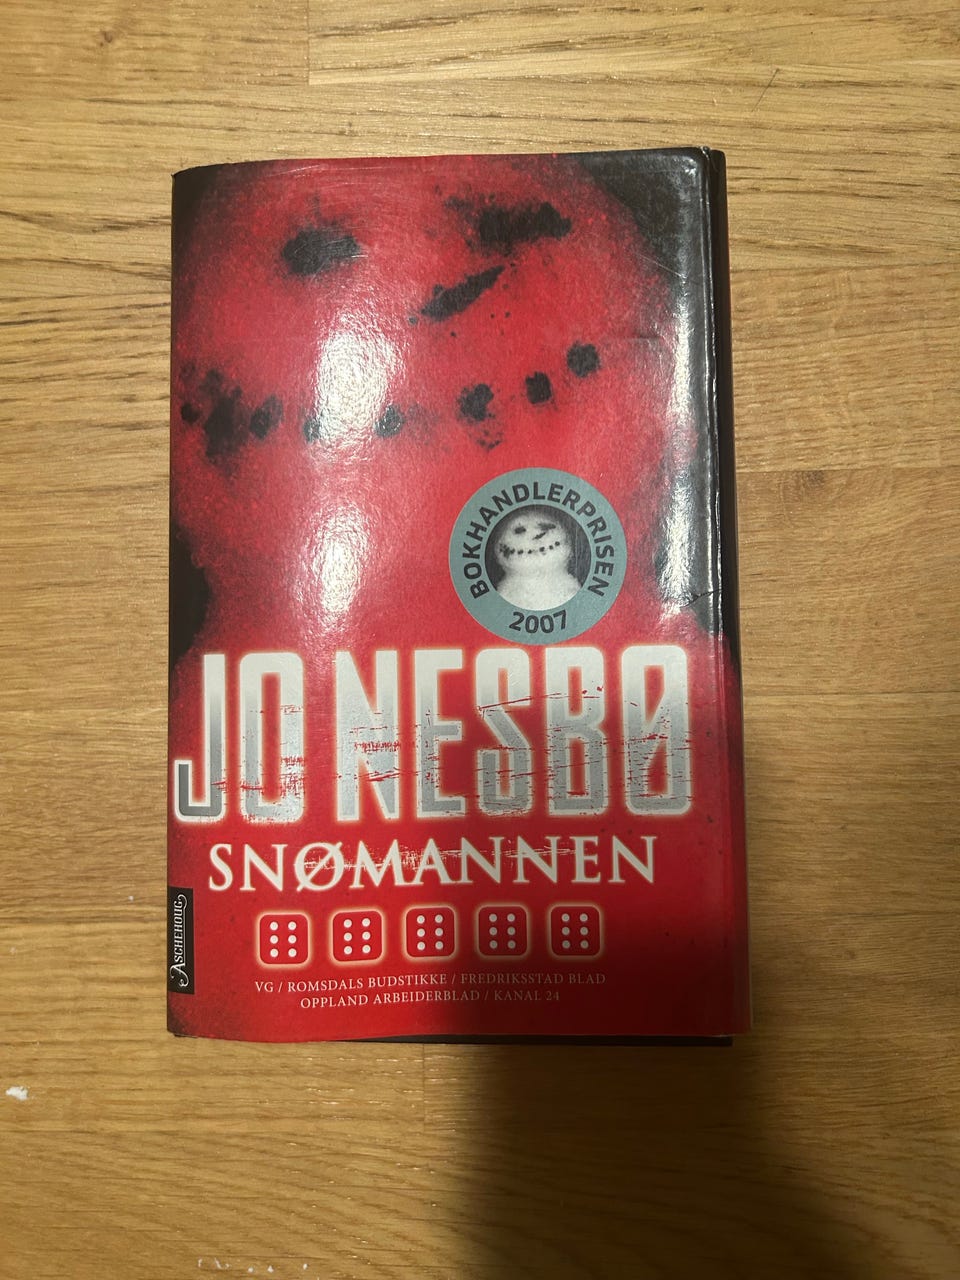 BOKHANDLERPRISEN
2007
JO NESBØ
SNØMANNEN
ASCHEHOUG
VG / ROMSDALS BUDSTIKKE / FREDRIKSSTAD BLAD
OPPLAND ARBEIDERBLAD / KANAL 24